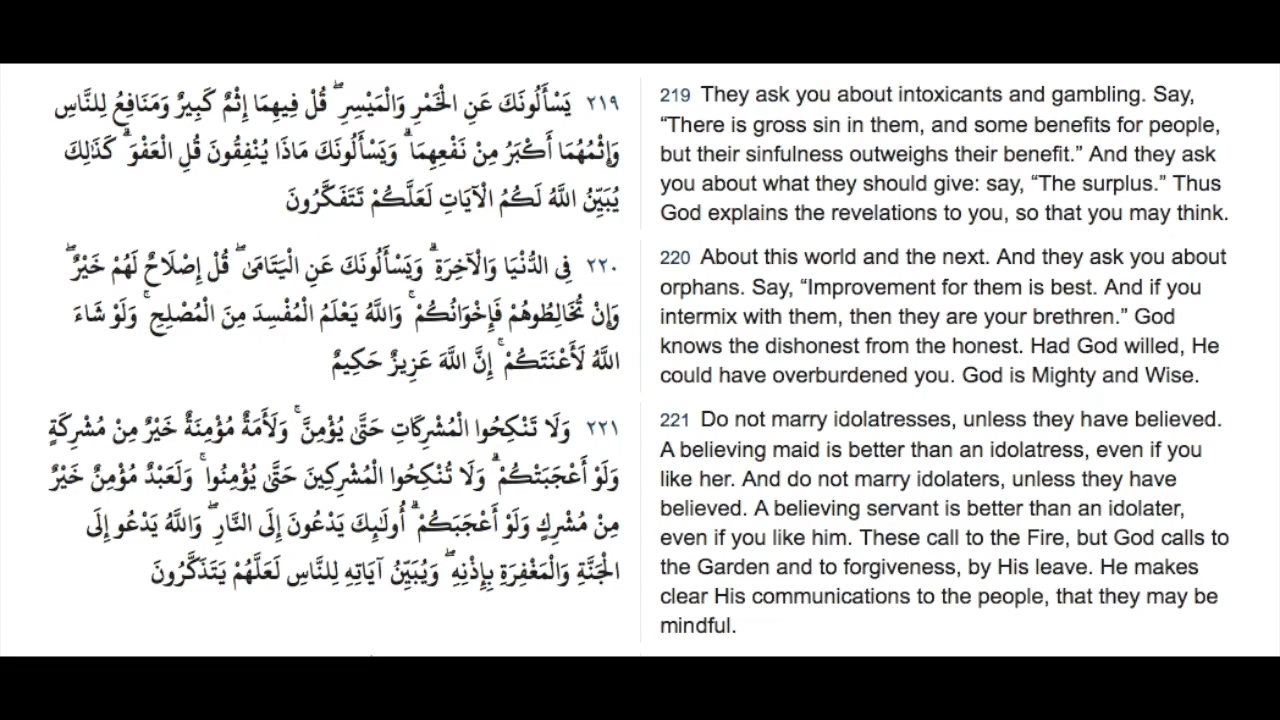 ٢١٩ يَسْأَلُونَكَ عَنِ الْخَمْرِ وَالْمَيْسِرِ ۖ قُلْ فِيهِمَا إِثْمٌ كَبِيرٌ وَمَنَافِعُ لِلنَّاسِ
وَإِثْمُهُمَا أَكْبَرُ مِنْ نَفْعِهِمَا ۗ وَيَسْأَلُونَكَ مَاذَا يُنْفِقُونَ قُلِ الْعَفْوَ ۗ كَذَٰلِكَ
يُبَيِّنُ اللَّهُ لَكُمُ الْآيَاتِ لَعَلَّكُمْ تَتَفَكَّرُونَ
219 They ask you about intoxicants and gambling. Say,
“There is gross sin in them, and some benefits for people,
but their sinfulness outweighs their benefit.” And they ask
you about what they should give: say, “The surplus.” Thus
God explains the revelations to you, so that you may think.
٢٢٠ فِي الدُّنْيَا وَالْآخِرَةِ ۗ وَيَسْأَلُونَكَ عَنِ الْيَتَامَىٰ ۖ قُلْ إِصْلَاحٌ لَهُمْ خَيْرٌ ۖ
وَإِنْ تُخَالِطُوهُمْ فَإِخْوَانُكُمْ ۚ وَاللَّهُ يَعْلَمُ الْمُفْسِدَ مِنَ الْمُصْلِحِ ۚ وَلَوْ شَاءَ
اللَّهُ لَأَعْنَتَكُمْ ۚ إِنَّ اللَّهَ عَزِيزٌ حَكِيمٌ
220 About this world and the next. And they ask you about
orphans. Say, “Improvement for them is best. And if you
intermix with them, then they are your brethren.” God
knows the dishonest from the honest. Had God willed, He
could have overburdened you. God is Mighty and Wise.
٢٢١ وَلَا تَنْكِحُوا الْمُشْرِكَاتِ حَتَّىٰ يُؤْمِنَّ ۚ وَلَأَمَةٌ مُؤْمِنَةٌ خَيْرٌ مِنْ مُشْرِكَةٍ
وَلَوْ أَعْجَبَتْكُمْ ۗ وَلَا تُنْكِحُوا الْمُشْرِكِينَ حَتَّىٰ يُؤْمِنُوا ۚ وَلَعَبْدٌ مُؤْمِنٌ خَيْرٌ
مِنْ مُشْرِكٍ وَلَوْ أَعْجَبَكُمْ ۗ أُولَٰئِكَ يَدْعُونَ إِلَى النَّارِ ۖ وَاللَّهُ يَدْعُو إِلَى
الْجَنَّةِ وَالْمَغْفِرَةِ بِإِذْنِهِ ۖ وَيُبَيِّنُ آيَاتِهِ لِلنَّاسِ لَعَلَّهُمْ يَتَذَكَّرُونَ
221 Do not marry idolatresses, unless they have believed.
A believing maid is better than an idolatress, even if you
like her. And do not marry idolaters, unless they have
believed. A believing servant is better than an idolater,
even if you like him. These call to the Fire, but God calls to
the Garden and to forgiveness, by His leave. He makes
clear His communications to the people, that they may be
mindful.